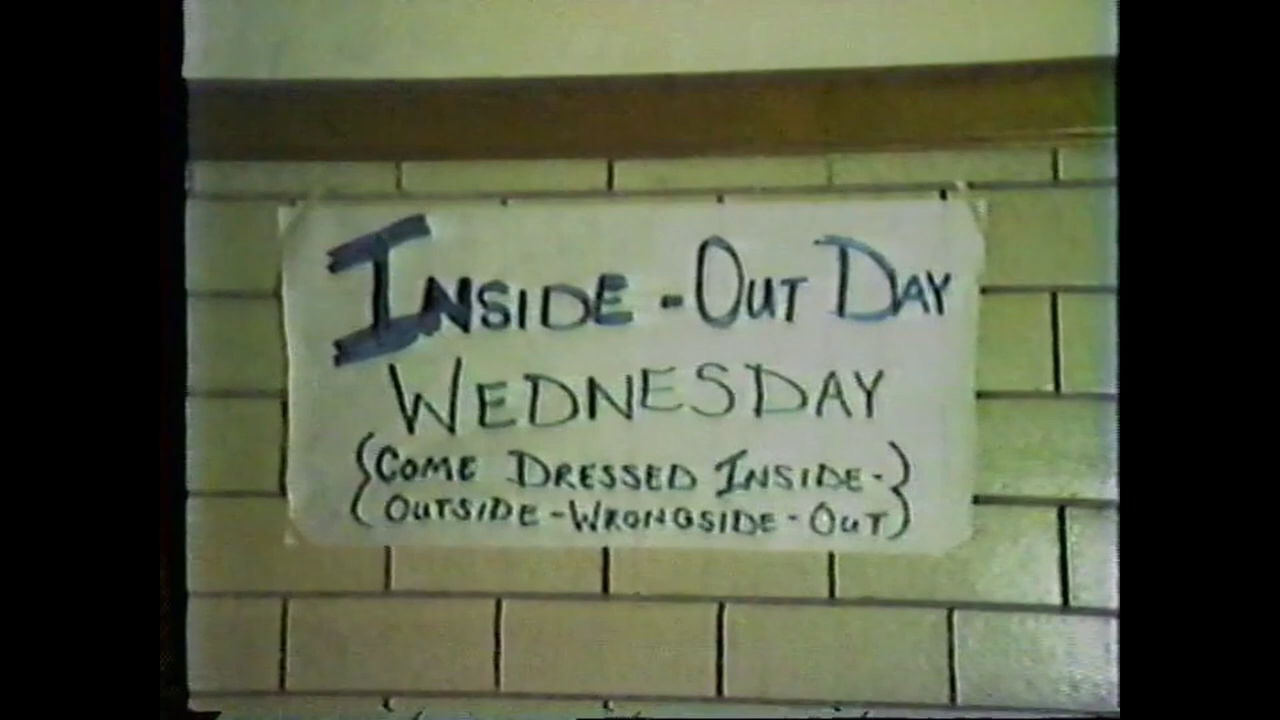 INSIDE - OUT DAY
WEDNESDAY
{COME DRESSED INSIDE-}
{OUTSIDE-WRONGSIDE-OUT}